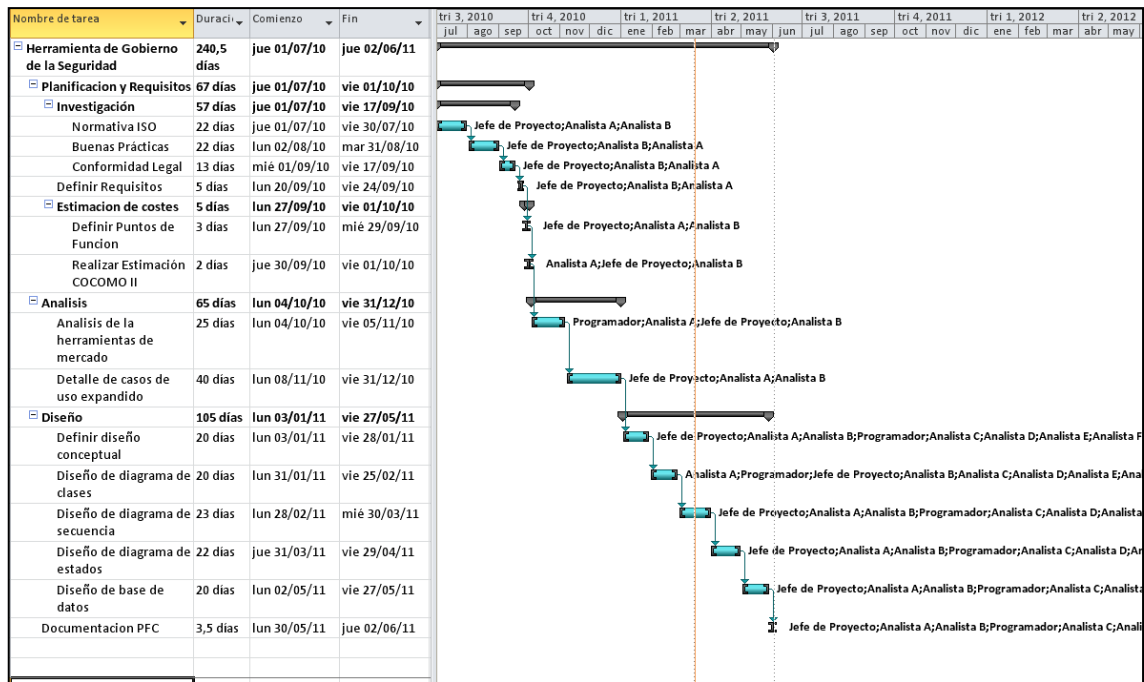 Nombre de tarea Duració Comienzo Fin
tri 3, 2010 tri 4, 2010 tri 1, 2011 tri 2, 2011 tri 3, 2011 tri 4, 2011 tri 1, 2012 tri 2, 2012
jul ago sep oct nov dic ene feb mar abr may jun jul ago sep oct nov dic ene feb mar abr may
Herramienta de Gobierno 240,5 jue 01/07/10 jue 02/06/11
de la Seguridad días
Planificacion y Requisitos 67 días jue 01/07/10 vie 01/10/10
Investigación 57 días jue 01/07/10 vie 17/09/10
Normativa ISO 22 días jue 01/07/10 vie 30/07/10 Jefe de Proyecto;Analista A;Analista B
Buenas Prácticas 22 días lun 02/08/10 mar 31/08/10 Jefe de Proyecto;Analista B;Analista A
Conformidad Legal 13 días mié 01/09/10 vie 17/09/10 Jefe de Proyecto;Analista B;Analista A
Definir Requisitos 5 días lun 20/09/10 vie 24/09/10 Jefe de Proyecto;Analista B;Analista A
Estimacion de costes 5 días lun 27/09/10 vie 01/10/10
Definir Puntos de 3 días lun 27/09/10 mié 29/09/10 Jefe de Proyecto;Analista A;Analista B
Funcion
Realizar Estimación 2 días jue 30/09/10 vie 01/10/10 Analista A;Jefe de Proyecto;Analista B
COCOMO II
Analisis 65 días lun 04/10/10 vie 31/12/10
Analisis de la 25 días lun 04/10/10 vie 05/11/10 Programador;Analista A;Jefe de Proyecto;Analista B
herramientas de
mercado
Detalle de casos de 40 días lun 08/11/10 vie 31/12/10 Jefe de Proyecto;Analista A;Analista B
uso expandido
Diseño 105 días lun 03/01/11 vie 27/05/11
Definir diseño 20 días lun 03/01/11 vie 28/01/11 Jefe de Proyecto;Analista A;Analista B;Programador;Analista C;Analista D;Analista E;Analista F
conceptual
Diseño de diagrama de 20 días lun 31/01/11 vie 25/02/11 Analista A;Programador;Jefe de Proyecto;Analista B;Analista C;Analista D;Analista E;Ana
clases
Diseño de diagrama de 23 días lun 28/02/11 mié 30/03/11 Jefe de Proyecto;Analista A;Analista B;Programador;Analista C;Analista D;Analista
secuencia
Diseño de diagrama de 22 días jue 31/03/11 vie 29/04/11 Jefe de Proyecto;Analista A;Analista B;Programador;Analista C;Analista D;An
estados
Diseño de base de 20 días lun 02/05/11 vie 27/05/11 Jefe de Proyecto;Analista A;Analista B;Programador;Analista C;Analista
datos
Documentacion PFC 3,5 días lun 30/05/11 jue 02/06/11 Jefe de Proyecto;Analista A;Analista B;Programador;Analista C;Anali